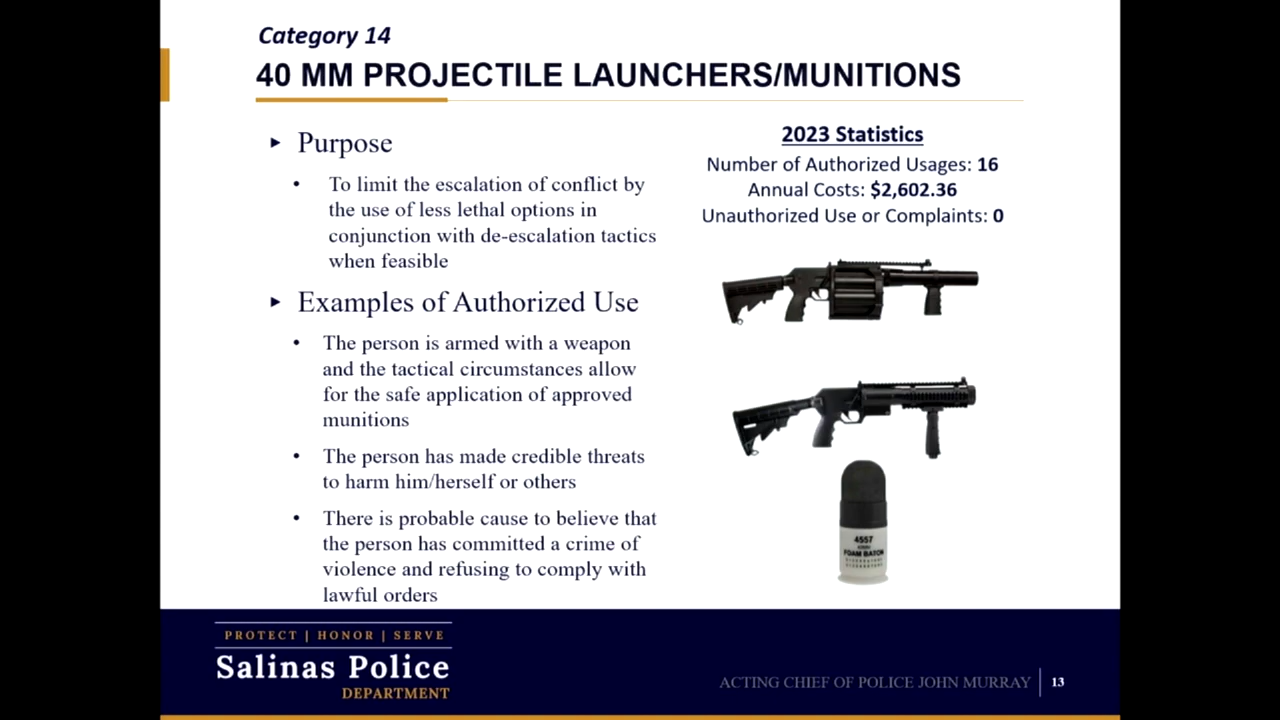 Category 14
40 MM PROJECTILE LAUNCHERS/MUNITIONS
Purpose
To limit the escalation of conflict by
the use of less lethal options in
conjunction with de-escalation tactics
when feasible
Examples of Authorized Use
The person is armed with a weapon
and the tactical circumstances allow
for the safe application of approved
munitions
The person has made credible threats
to harm him/herself or others
There is probable cause to believe that
the person has committed a crime of
violence and refusing to comply with
lawful orders
2023 Statistics
Number of Authorized Usages: 16
Annual Costs: $2,602.36
Unauthorized Use or Complaints: 0
4557
FOAM BATON
PROTECT | HONOR | SERVE
Salinas Police
DEPARTMENT
ACTING CHIEF OF POLICE JOHN MURRAY
13